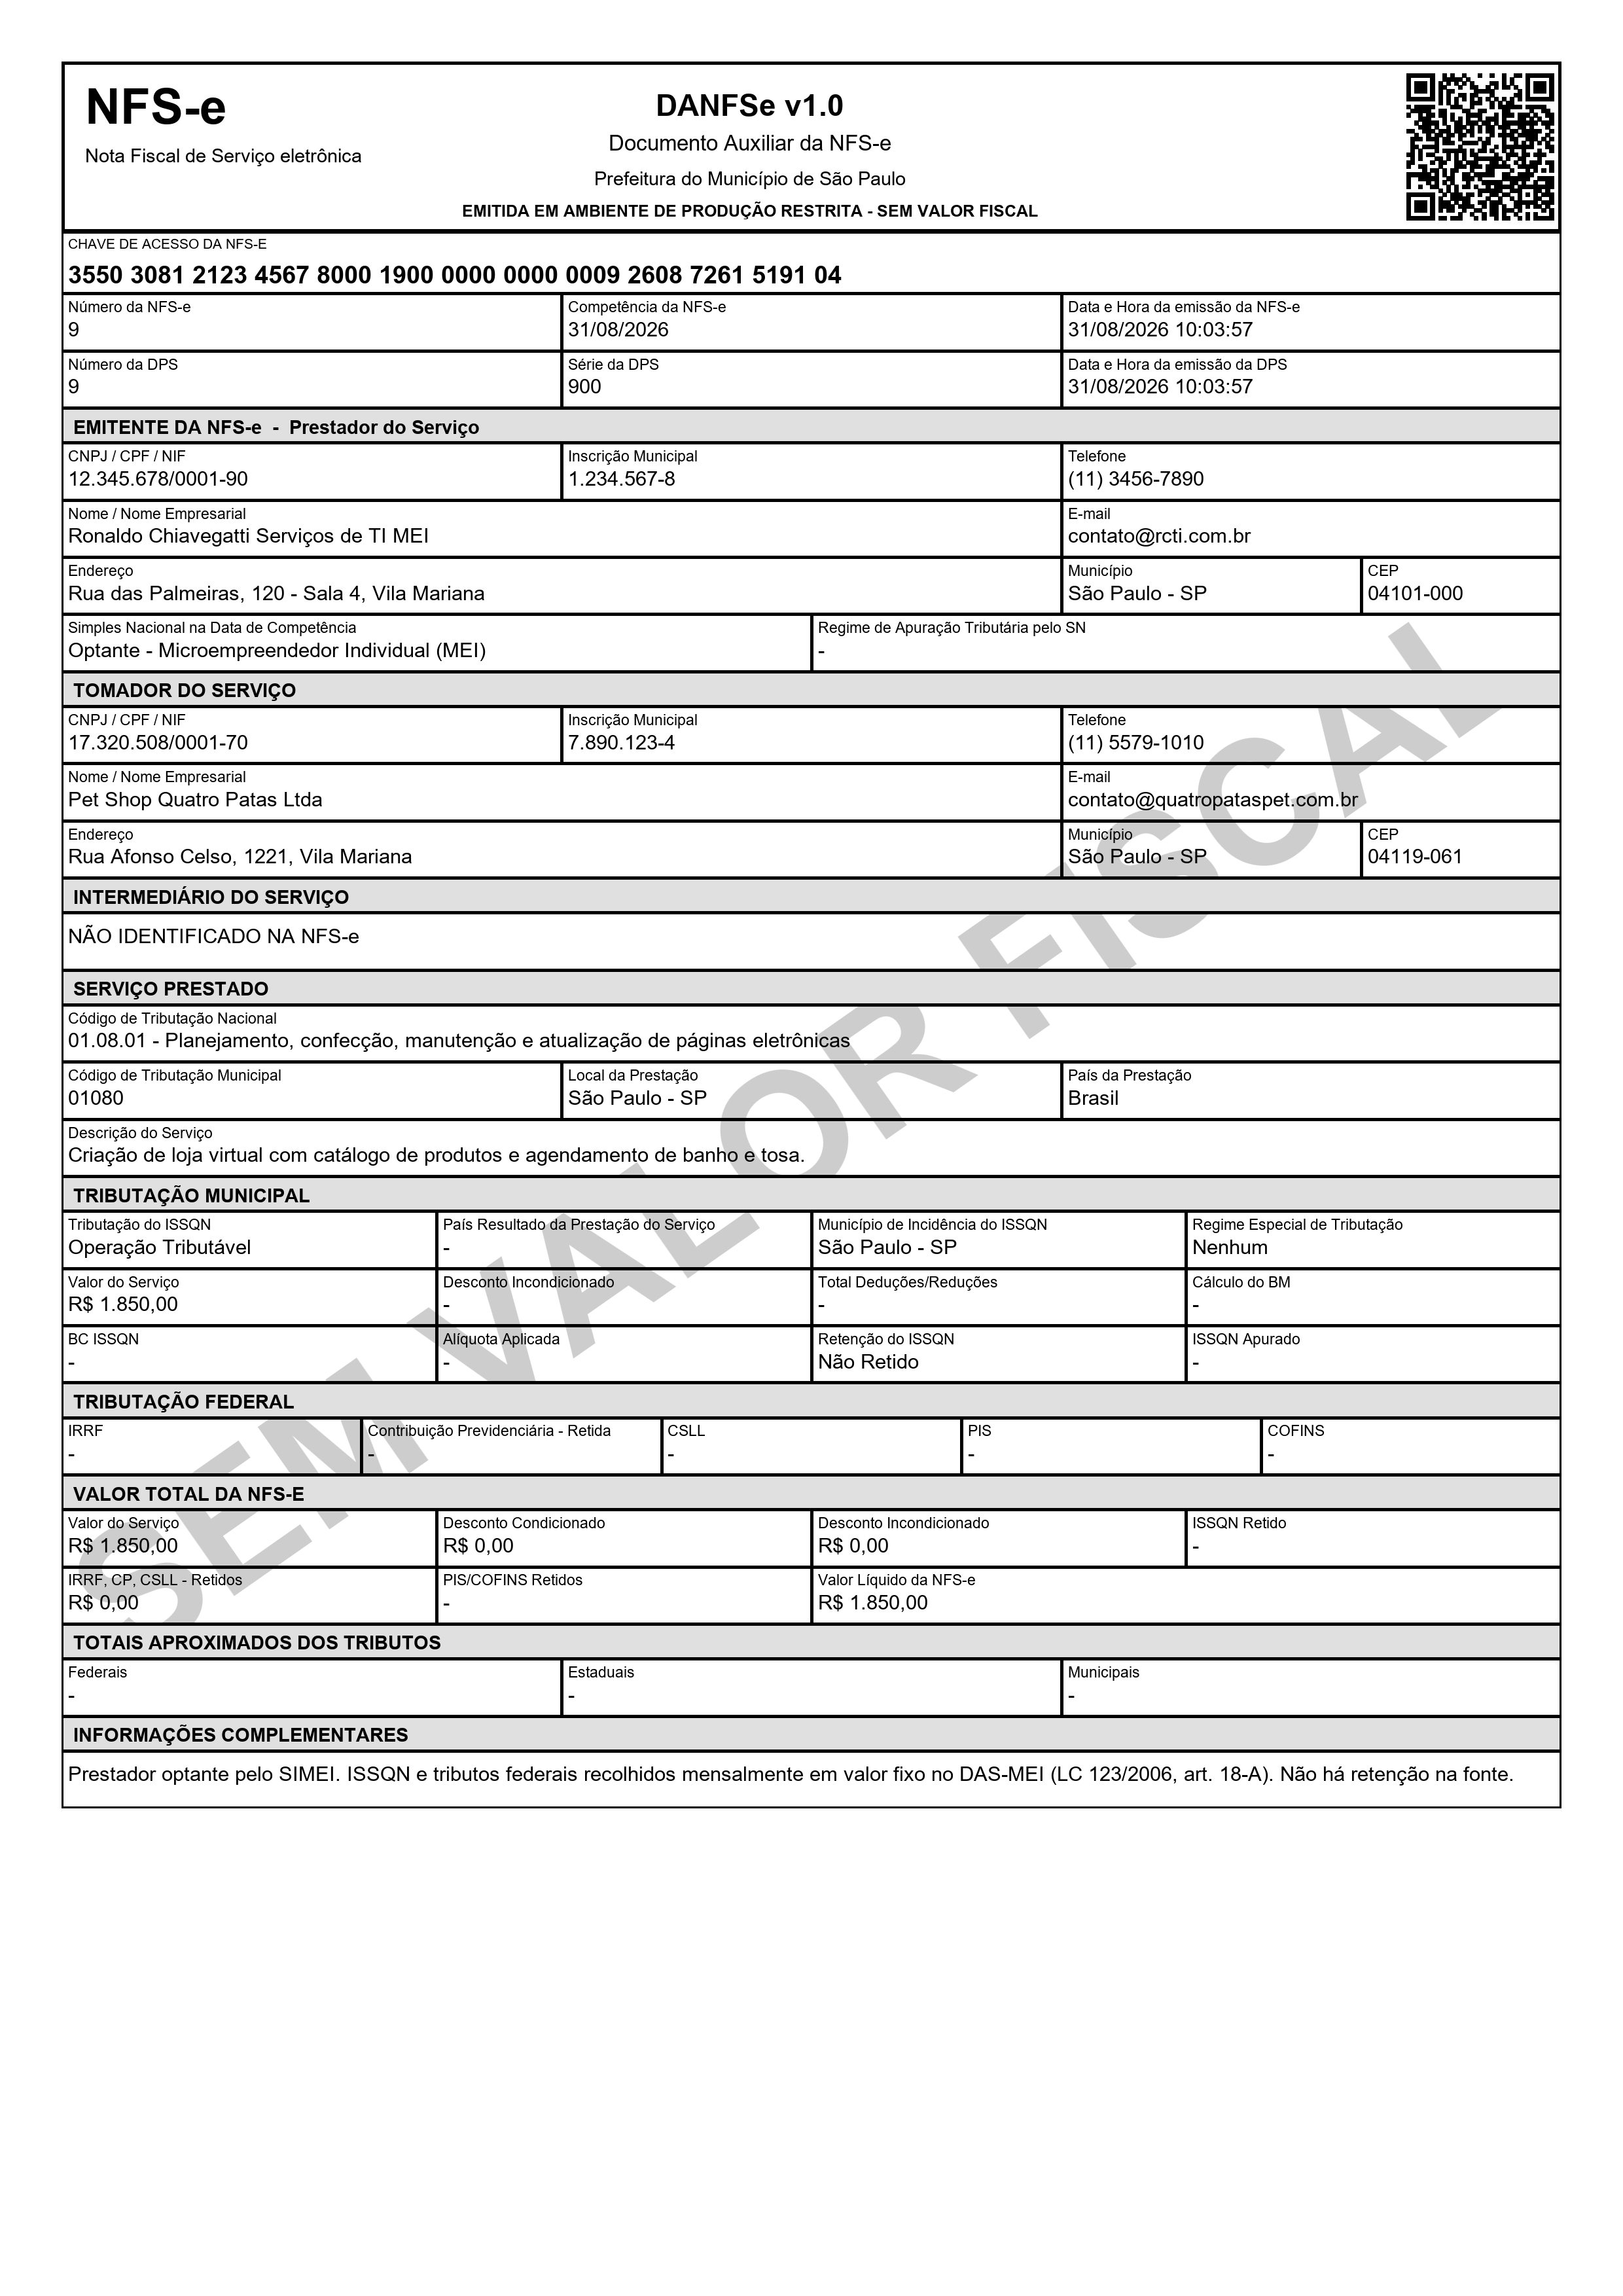 NFS-e
Nota Fiscal de Serviço eletrônica
DANFSe v1.0
Documento Auxiliar da NFS-e
Prefeitura do Município de São Paulo
EMITIDA EM AMBIENTE DE PRODUÇÃO RESTRITA - SEM VALOR FISCAL
CHAVE DE ACESSO DA NFS-E
3550 3081 2123 4567 8000 1900 0000 0000 0009 2608 7261 5191 04
Número da NFS-e Competência da NFS-e Data e Hora da emissão da NFS-e
9 31/08/2026 31/08/2026 10:03:57
Número da DPS Série da DPS Data e Hora da emissão da DPS
9 900 31/08/2026 10:03:57
EMITENTE DA NFS-e - Prestador do Serviço
CNPJ / CPF / NIF Inscrição Municipal Telefone
12.345.678/0001-90 1.234.567-8 (11) 3456-7890
Nome / Nome Empresarial E-mail
Ronaldo Chiavegatti Serviços de TI MEI contato@rcti.com.br
Endereço Município CEP
Rua das Palmeiras, 120 - Sala 4, Vila Mariana São Paulo - SP 04101-000
Simples Nacional na Data de Competência Regime de Apuração Tributária pelo SN
Optante - Microempreendedor Individual (MEI) -
TOMADOR DO SERVIÇO
CNPJ / CPF / NIF Inscrição Municipal Telefone
17.320.508/0001-70 7.890.123-4 (11) 5579-1010
Nome / Nome Empresarial E-mail
Pet Shop Quatro Patas Ltda contato@quatropataspet.com.br
Endereço Município CEP
Rua Afonso Celso, 1221, Vila Mariana São Paulo - SP 04119-061
INTERMEDIÁRIO DO SERVIÇO
NÃO IDENTIFICADO NA NFS-e
SERVIÇO PRESTADO
Código de Tributação Nacional
01.08.01 - Planejamento, confecção, manutenção e atualização de páginas eletrônicas
Código de Tributação Municipal Local da Prestação País da Prestação
01080 São Paulo - SP Brasil
Descrição do Serviço
Criação de loja virtual com catálogo de produtos e agendamento de banho e tosa.
TRIBUTAÇÃO MUNICIPAL
Tributação do ISSQN País Resultado da Prestação do Serviço Município de Incidência do ISSQN Regime Especial de Tributação
Operação Tributável - São Paulo - SP Nenhum
Valor do Serviço Desconto Incondicionado Total Deduções/Reduções Cálculo do BM
R$ 1.850,00 - - -
BC ISSQN Alíquota Aplicada Retenção do ISSQN ISSQN Apurado
- - Não Retido -
TRIBUTAÇÃO FEDERAL
IRRF Contribuição Previdenciária - Retida CSLL PIS COFINS
- - - - -
VALOR TOTAL DA NFS-E
Valor do Serviço Desconto Condicionado Desconto Incondicionado ISSQN Retido
R$ 1.850,00 R$ 0,00 R$ 0,00 -
IRRF, CP, CSLL - Retidos PIS/COFINS Retidos Valor Líquido da NFS-e
R$ 0,00 - R$ 1.850,00
TOTAIS APROXIMADOS DOS TRIBUTOS
Federais Estaduais Municipais
- - -
INFORMAÇÕES COMPLEMENTARES
Prestador optante pelo SIMEI. ISSQN e tributos federais recolhidos mensalmente em valor fixo no DAS-MEI (LC 123/2006, art. 18-A). Não há retenção na fonte.
SEM VALOR FISCAL